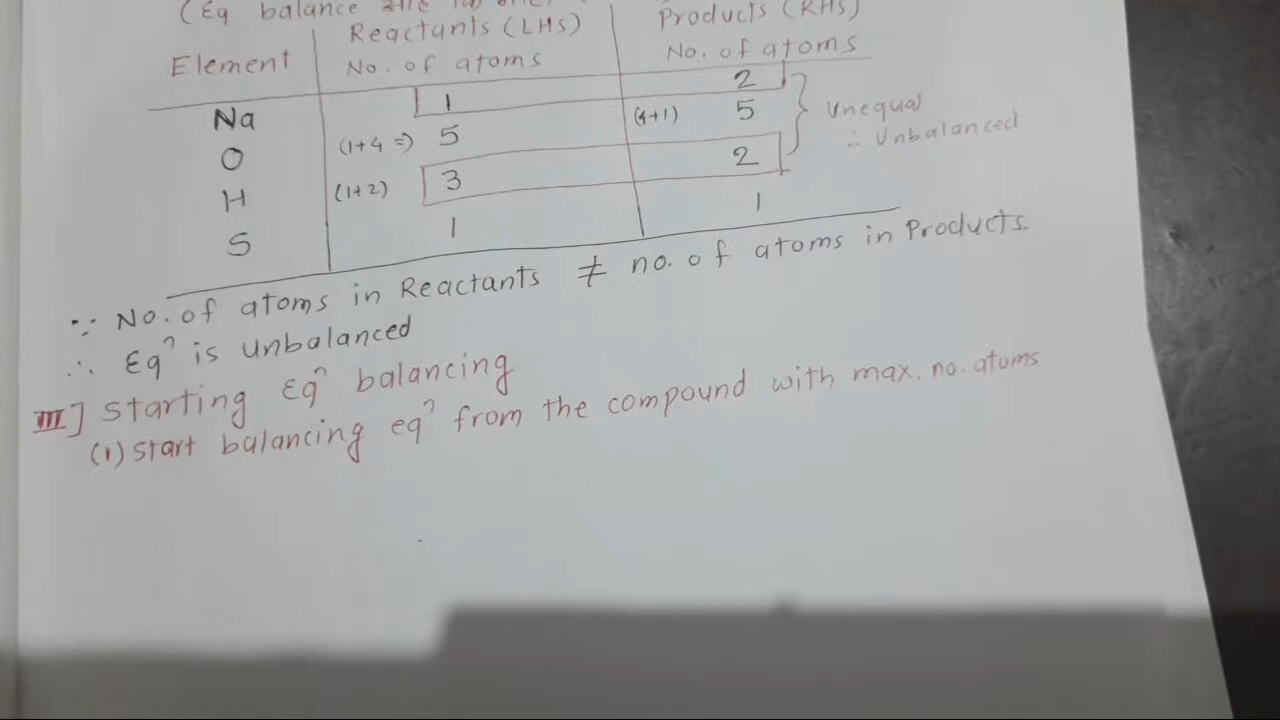 (Eq balance
Reactants (LHS) Products (RHS)
Element No. of atoms No. of atoms
Na 1 2
O (1+4 =) 5 (4+1) 5
H (1+2) 3 2
S 1 1
Unequal
∴ Unbalanced
∵ No. of atoms in Reactants ≠ no. of atoms in Products.
∴ Eqⁿ is unbalanced
III] Starting Eqⁿ balancing
(1) Start balancing eqⁿ from the compound with max. no. atoms